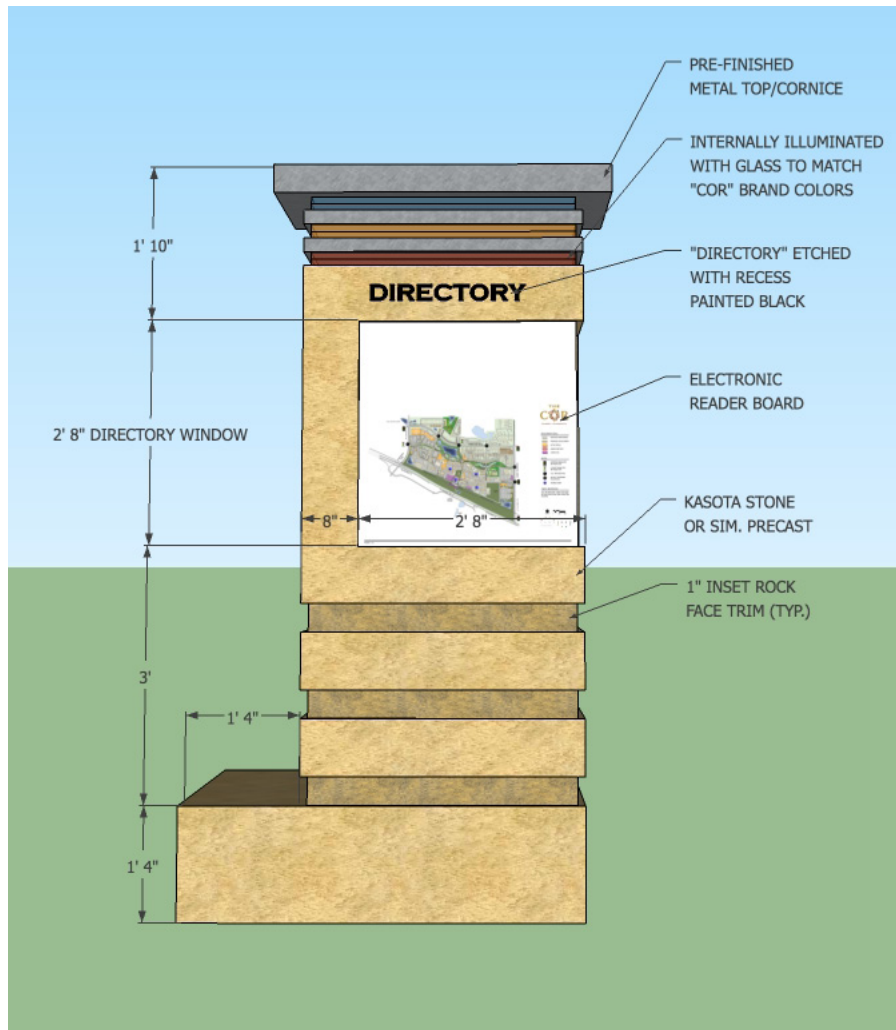 PRE-FINISHED
METAL TOP/CORNICE
INTERNALLY ILLUMINATED
WITH GLASS TO MATCH
"COR" BRAND COLORS
1' 10"
"DIRECTORY" ETCHED
WITH RECESS
PAINTED BLACK
DIRECTORY
ELECTRONIC
READER BOARD
THE
COR
2' 8" DIRECTORY WINDOW
8"
2' 8"
KASOTA STONE
OR SIM. PRECAST
1" INSET ROCK
FACE TRIM (TYP.)
3'
1' 4"
1' 4"